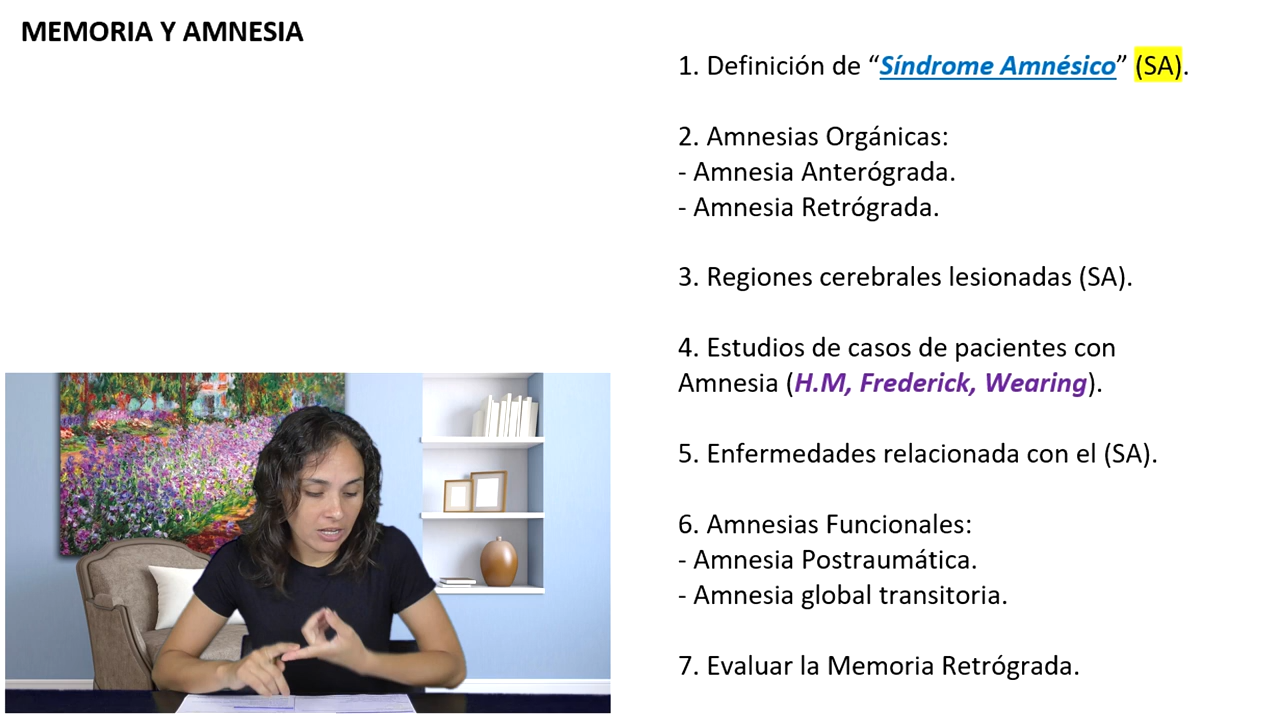 MEMORIA Y AMNESIA
1. Definición de “Síndrome Amnésico” (SA).
2. Amnesias Orgánicas:
- Amnesia Anterógrada.
- Amnesia Retrógrada.
3. Regiones cerebrales lesionadas (SA).
4. Estudios de casos de pacientes con
Amnesia (H.M, Frederick, Wearing).
5. Enfermedades relacionada con el (SA).
6. Amnesias Funcionales:
- Amnesia Postraumática.
- Amnesia global transitoria.
7. Evaluar la Memoria Retrógrada.